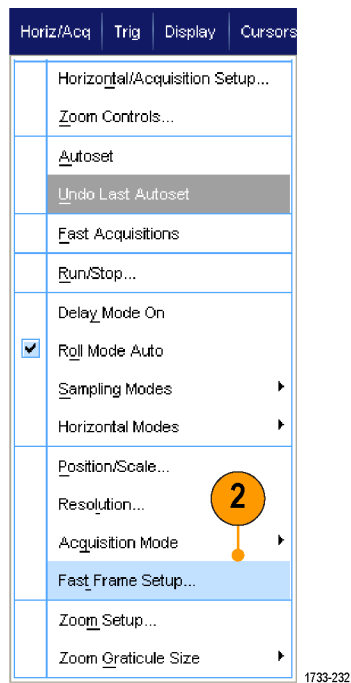 Horiz/Acq Trig Display Cursors
Horizontal/Acquisition Setup...
Zoom Controls...
Autoset
Undo Last Autoset
Fast Acquisitions
Run/Stop...
Delay Mode On
Roll Mode Auto
Sampling Modes
Horizontal Modes
Position/Scale...
Resolution...
2
Acquisition Mode
Fast Frame Setup...
Zoom Setup...
Zoom Graticule Size
1733-232